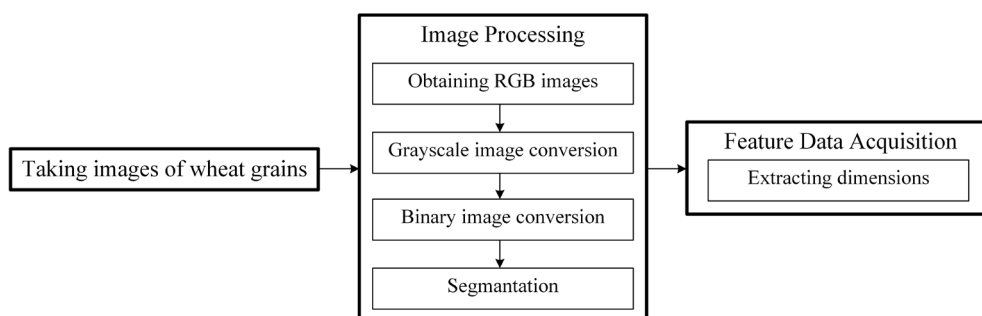 Taking images of wheat grains
Image Processing
Obtaining RGB images
Grayscale image conversion
Binary image conversion
Segmantation
Feature Data Acquisition
Extracting dimensions